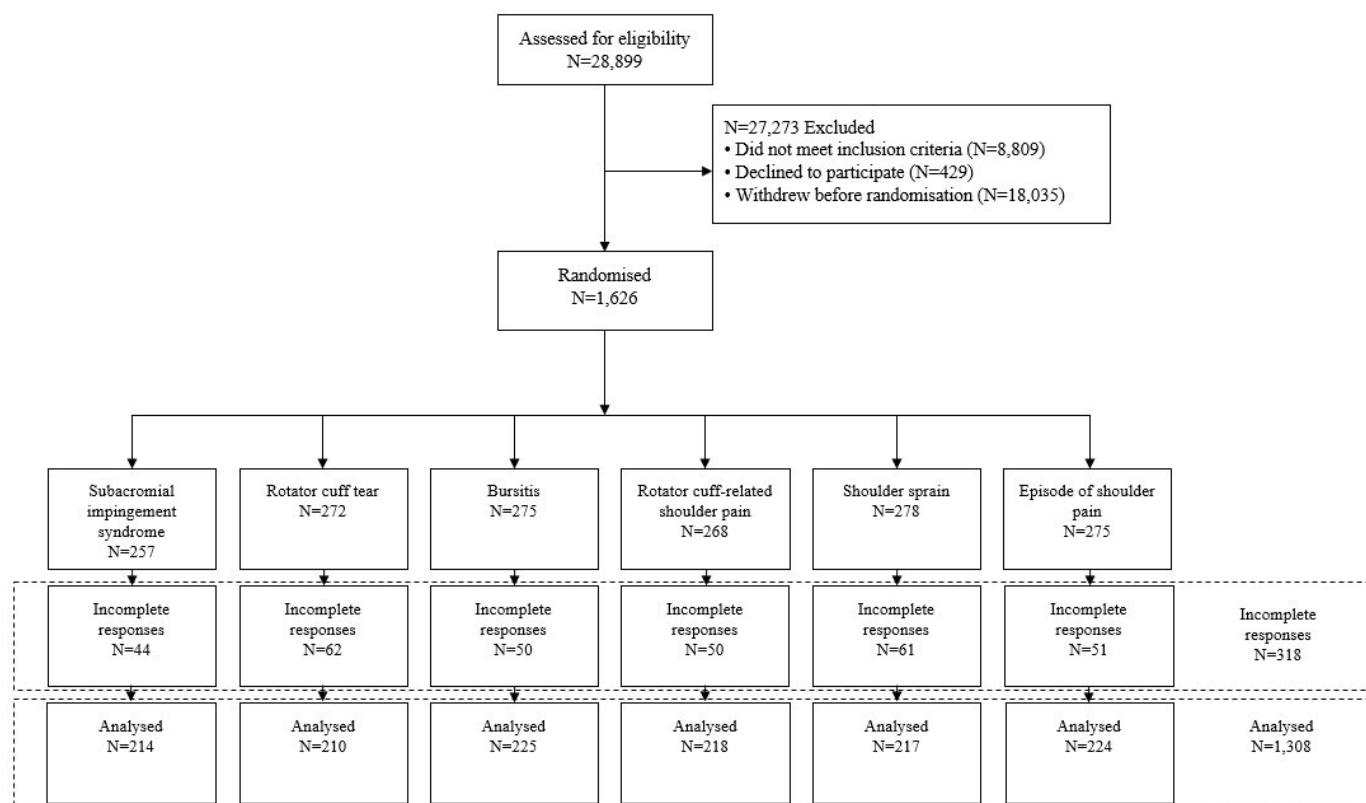 Assessed for eligibility
N=28,899
N=27,273 Excluded
• Did not meet inclusion criteria (N=8,809)
• Declined to participate (N=429)
• Withdrew before randomisation (N=18,035)
Randomised
N=1,626
Subacromial
impingement
syndrome
N=257
Rotator cuff tear
N=272
Bursitis
N=275
Rotator cuff-related
shoulder pain
N=268
Shoulder sprain
N=278
Episode of shoulder
pain
N=275
Incomplete
responses
N=44
Incomplete
responses
N=62
Incomplete
responses
N=50
Incomplete
responses
N=50
Incomplete
responses
N=61
Incomplete
responses
N=51
Incomplete
responses
N=318
Analysed
N=214
Analysed
N=210
Analysed
N=225
Analysed
N=218
Analysed
N=217
Analysed
N=224
Analysed
N=1,308